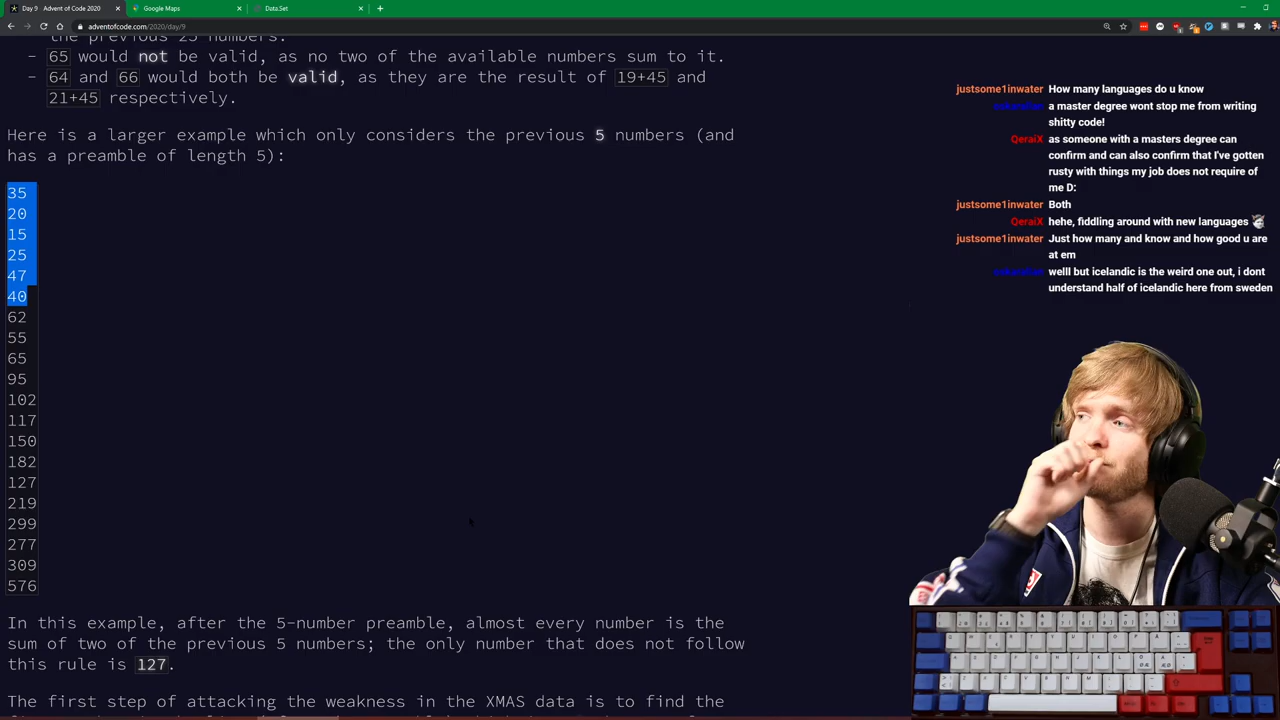 Day 9 - Advent of Code 2020
Google Maps
Data.Set
adventofcode.com/2020/day/9
the previous 25 numbers:
- 65 would not be valid, as no two of the available numbers sum to it.
- 64 and 66 would both be valid, as they are the result of 19+45 and
21+45 respectively.
Here is a larger example which only considers the previous 5 numbers (and
has a preamble of length 5):
35
20
15
25
47
40
62
55
65
95
102
117
150
182
127
219
299
277
309
576
In this example, after the 5-number preamble, almost every number is the
sum of two of the previous 5 numbers; the only number that does not follow
this rule is 127.
The first step of attacking the weakness in the XMAS data is to find the
justsome1inwater How many languages do u know
a master degree wont stop me from writing
shitty code!
QeraiX as someone with a masters degree can
confirm and can also confirm that I've gotten
rusty with things my job does not require of
me D:
justsome1inwater Both
QeraiX hehe, fiddling around with new languages
justsome1inwater Just how many and know and how good u are
at em
welll but icelandic is the weird one out, i dont
understand half of icelandic here from sweden